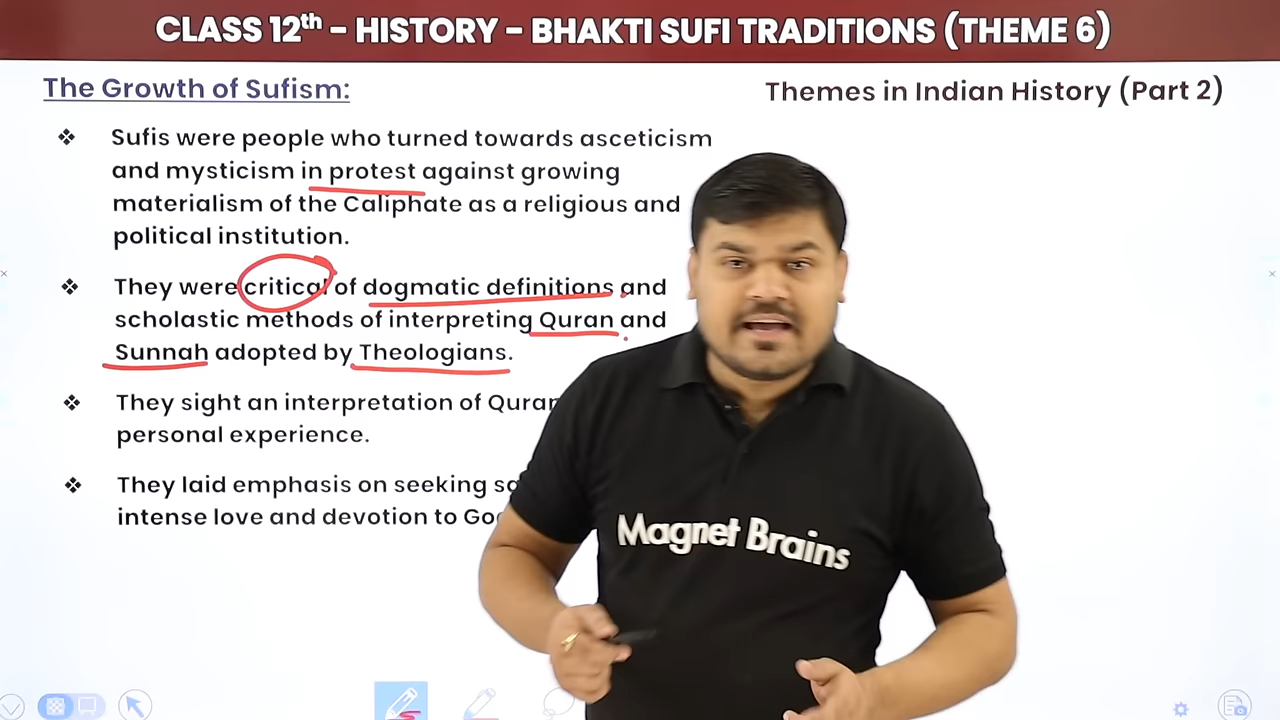 CLASS 12th – HISTORY – BHAKTI SUFI TRADITIONS (THEME 6)
The Growth of Sufism:
Themes in Indian History (Part 2)
❖ Sufis were people who turned towards asceticism
and mysticism in protest against growing
materialism of the Caliphate as a religious and
political institution.
❖ They were critical of dogmatic definitions and
scholastic methods of interpreting Quran and
Sunnah adopted by Theologians.
❖ They sight an interpretation of
personal experience.
❖ They laid emphasis on seeking
intense love and devotion to
Magnet Brains